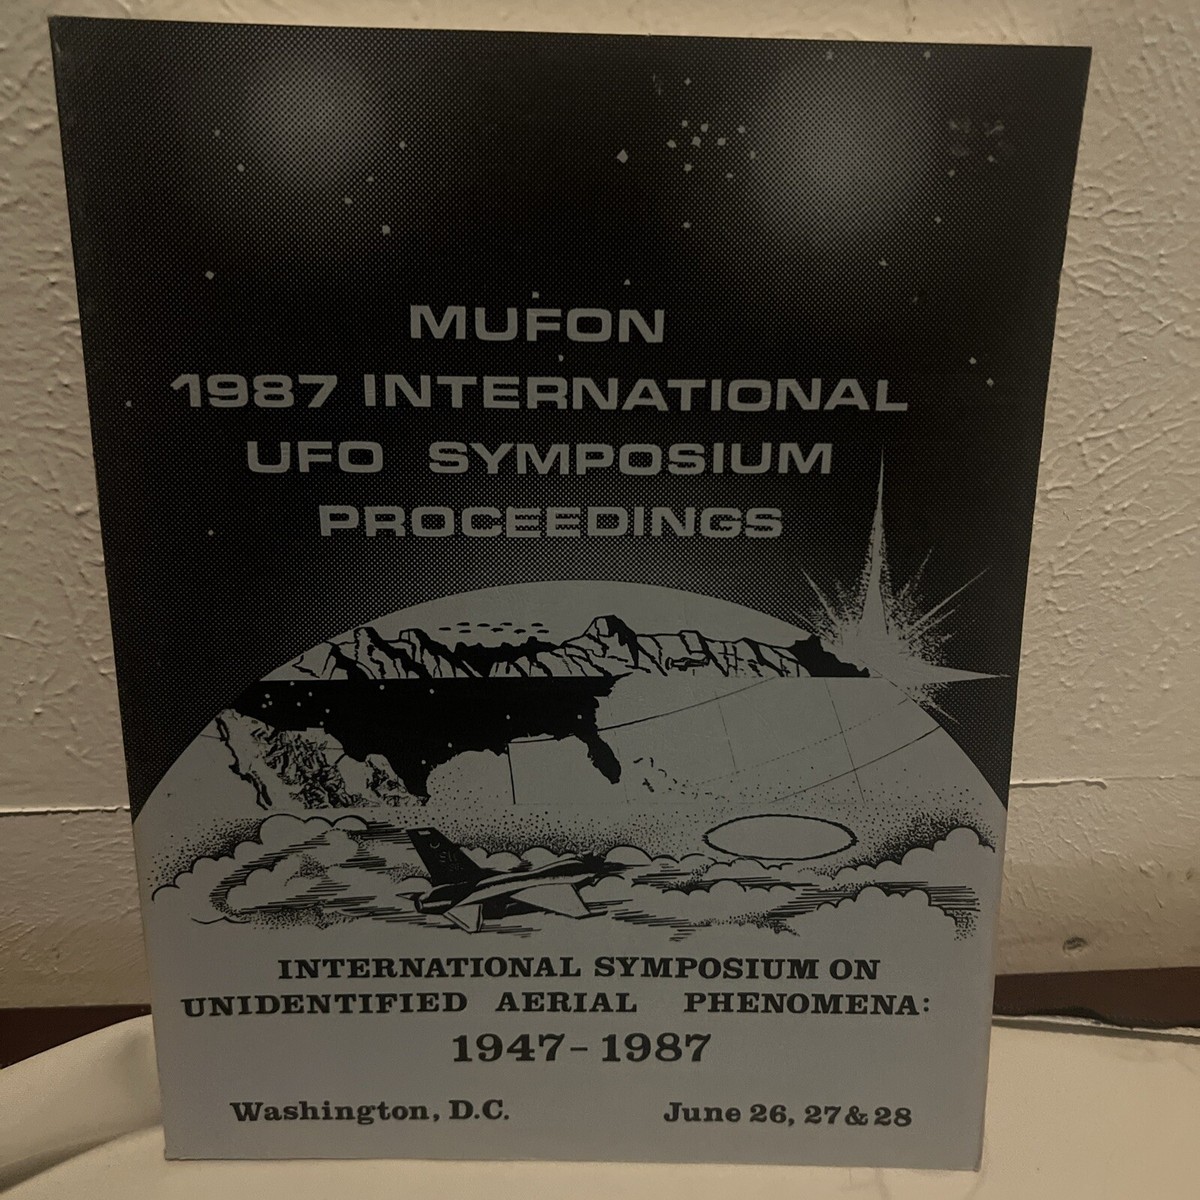 MUFON
1987 INTERNATIONAL
UFO SYMPOSIUM
PROCEEDINGS
INTERNATIONAL SYMPOSIUM ON
UNIDENTIFIED AERIAL PHENOMENA:
1947-1987
Washington, D.C.
June 26, 27 & 28